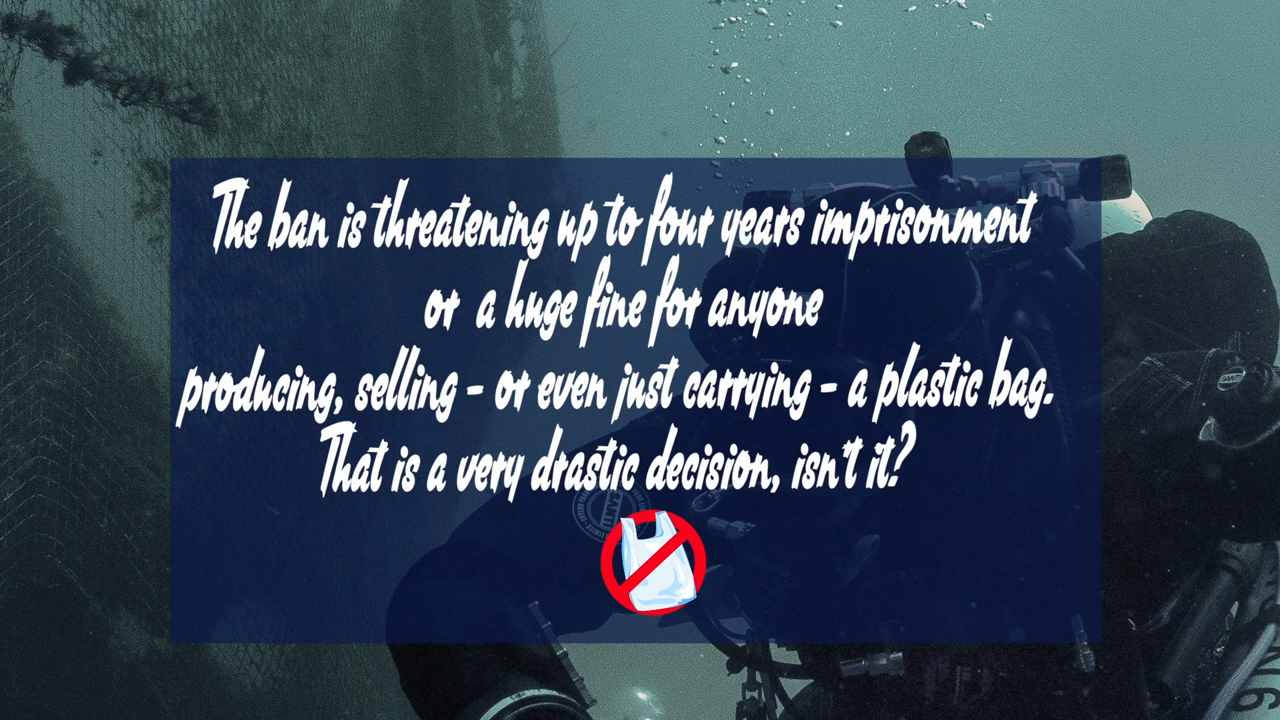 The ban is threatening up to four years imprisonment
or a huge fine for anyone
producing, selling - or even just carrying - a plastic bag.
That is a very drastic decision, isn't it?
SANTI